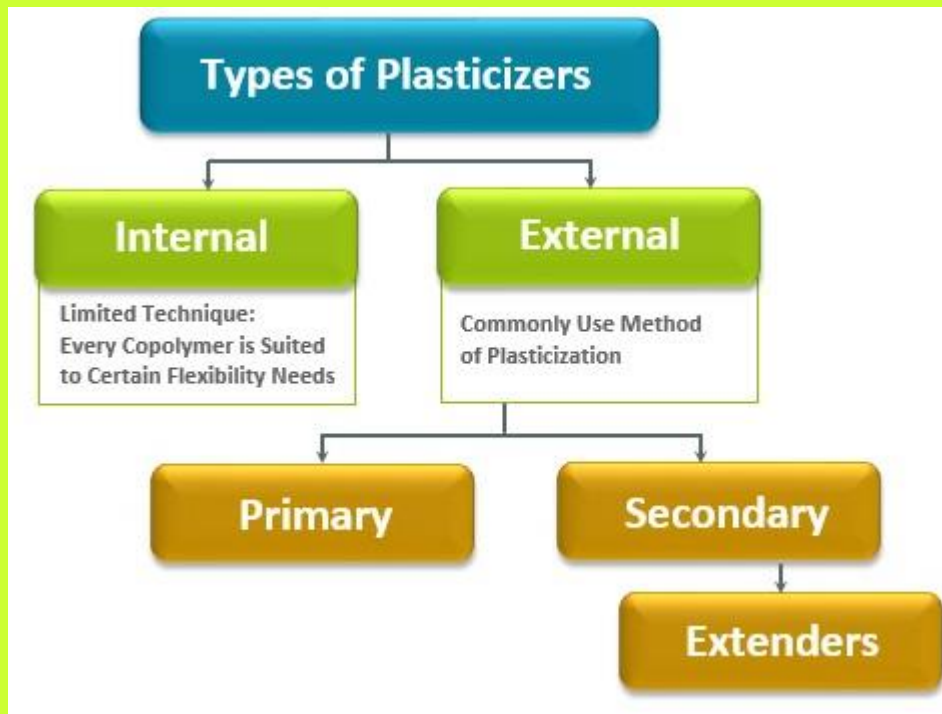 Types of Plasticizers
Internal
External
Limited Technique:
Every Copolymer is Suited
to Certain Flexibility Needs
Commonly Use Method
of Plasticization
Primary
Secondary
Extenders